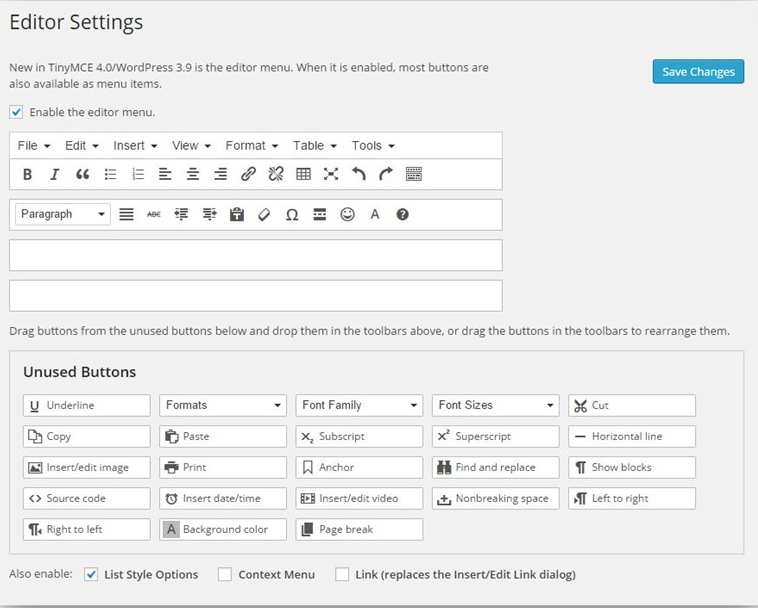 Editor Settings
New in TinyMCE 4.0/WordPress 3.9 is the editor menu. When it is enabled, most buttons are
also available as menu items.
Save Changes
Enable the editor menu.
File Edit Insert View Format Table Tools
B I
Paragraph ABC Ω A ?
Drag buttons from the unused buttons below and drop them in the toolbars above, or drag the buttons in the toolbars to rearrange them.
Unused Buttons
U Underline Formats Font Family Font Sizes Cut
Copy Paste X2 Subscript X2 Superscript Horizontal line
Insert/edit image Print Anchor Find and replace Show blocks
Source code Insert date/time Insert/edit video Nonbreaking space Left to right
Right to left A Background color Page break
Also enable: List Style Options Context Menu Link (replaces the Insert/Edit Link dialog)